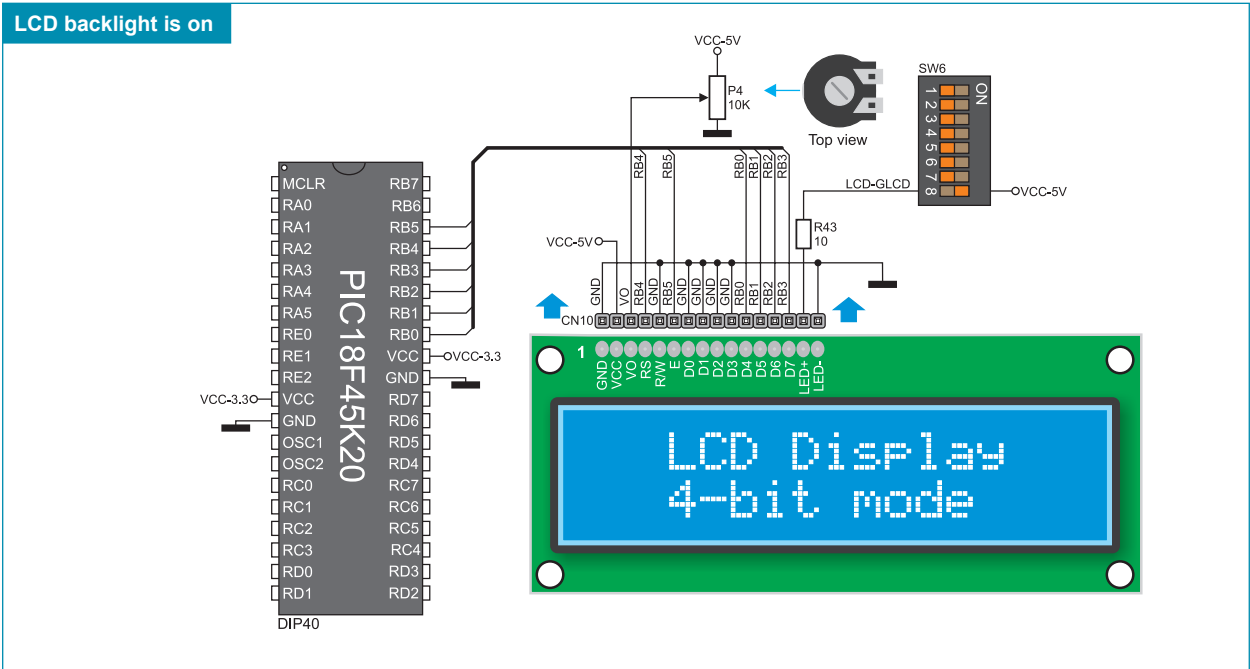 LCD backlight is on
VCC-5V
P4
10K
Top view
SW6
ON
1
2
3
4
5
6
7
8
LCD-GLCD
VCC-5V
R43
10
RB4
RB5
RB0
RB1
RB2
RB3
VCC-5V
GND
VO
RB4
GND
RB5
GND
GND
GND
GND
RB0
RB1
RB2
RB3
CN10
1
GND
VCC
VO
RS
R/W
E
D0
D1
D2
D3
D4
D5
D6
D7
LED+
LED-
LCD Display
4-bit mode
PIC18F45K20
MCLR
RA0
RA1
RA2
RA3
RA4
RA5
RE0
RE1
RE2
VCC
GND
OSC1
OSC2
RC0
RC1
RC2
RC3
RD0
RD1
RB7
RB6
RB5
RB4
RB3
RB2
RB1
RB0
VCC
GND
RD7
RD6
RD5
RD4
RC7
RC6
RC5
RC4
RD3
RD2
VCC-3.3
VCC-3.3
DIP40